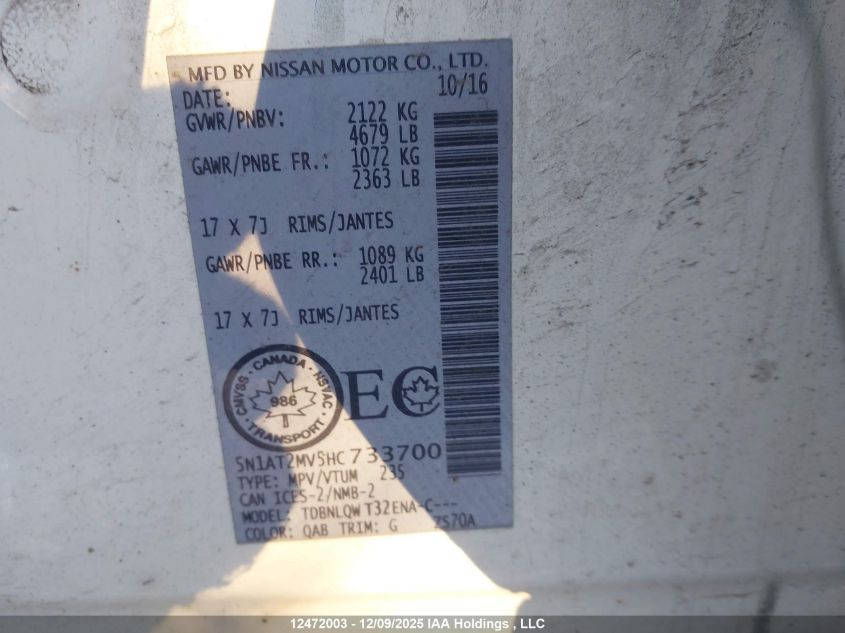 MFD BY NISSAN MOTOR CO., LTD.
DATE: 10/16
GVWR/PNBV: 2122 KG
4679 LB
GAWR/PNBE FR.: 1072 KG
2363 LB
17 X 7J RIMS/JANTES
GAWR/PNBE RR.: 1089 KG
2401 LB
17 X 7J RIMS/JANTES
CMVSS · CANADA · NSVAC
986
· TRANSPORT ·
EC
5N1AT2MV5HC733700
TYPE: MPV/VTUM 235
CAN ICES-2/NMB-2
MODEL: TDBNLQW T32ENA-C---
COLOR: QAB TRIM: G ZS70A
12472003 - 12/09/2025 IAA Holdings , LLC